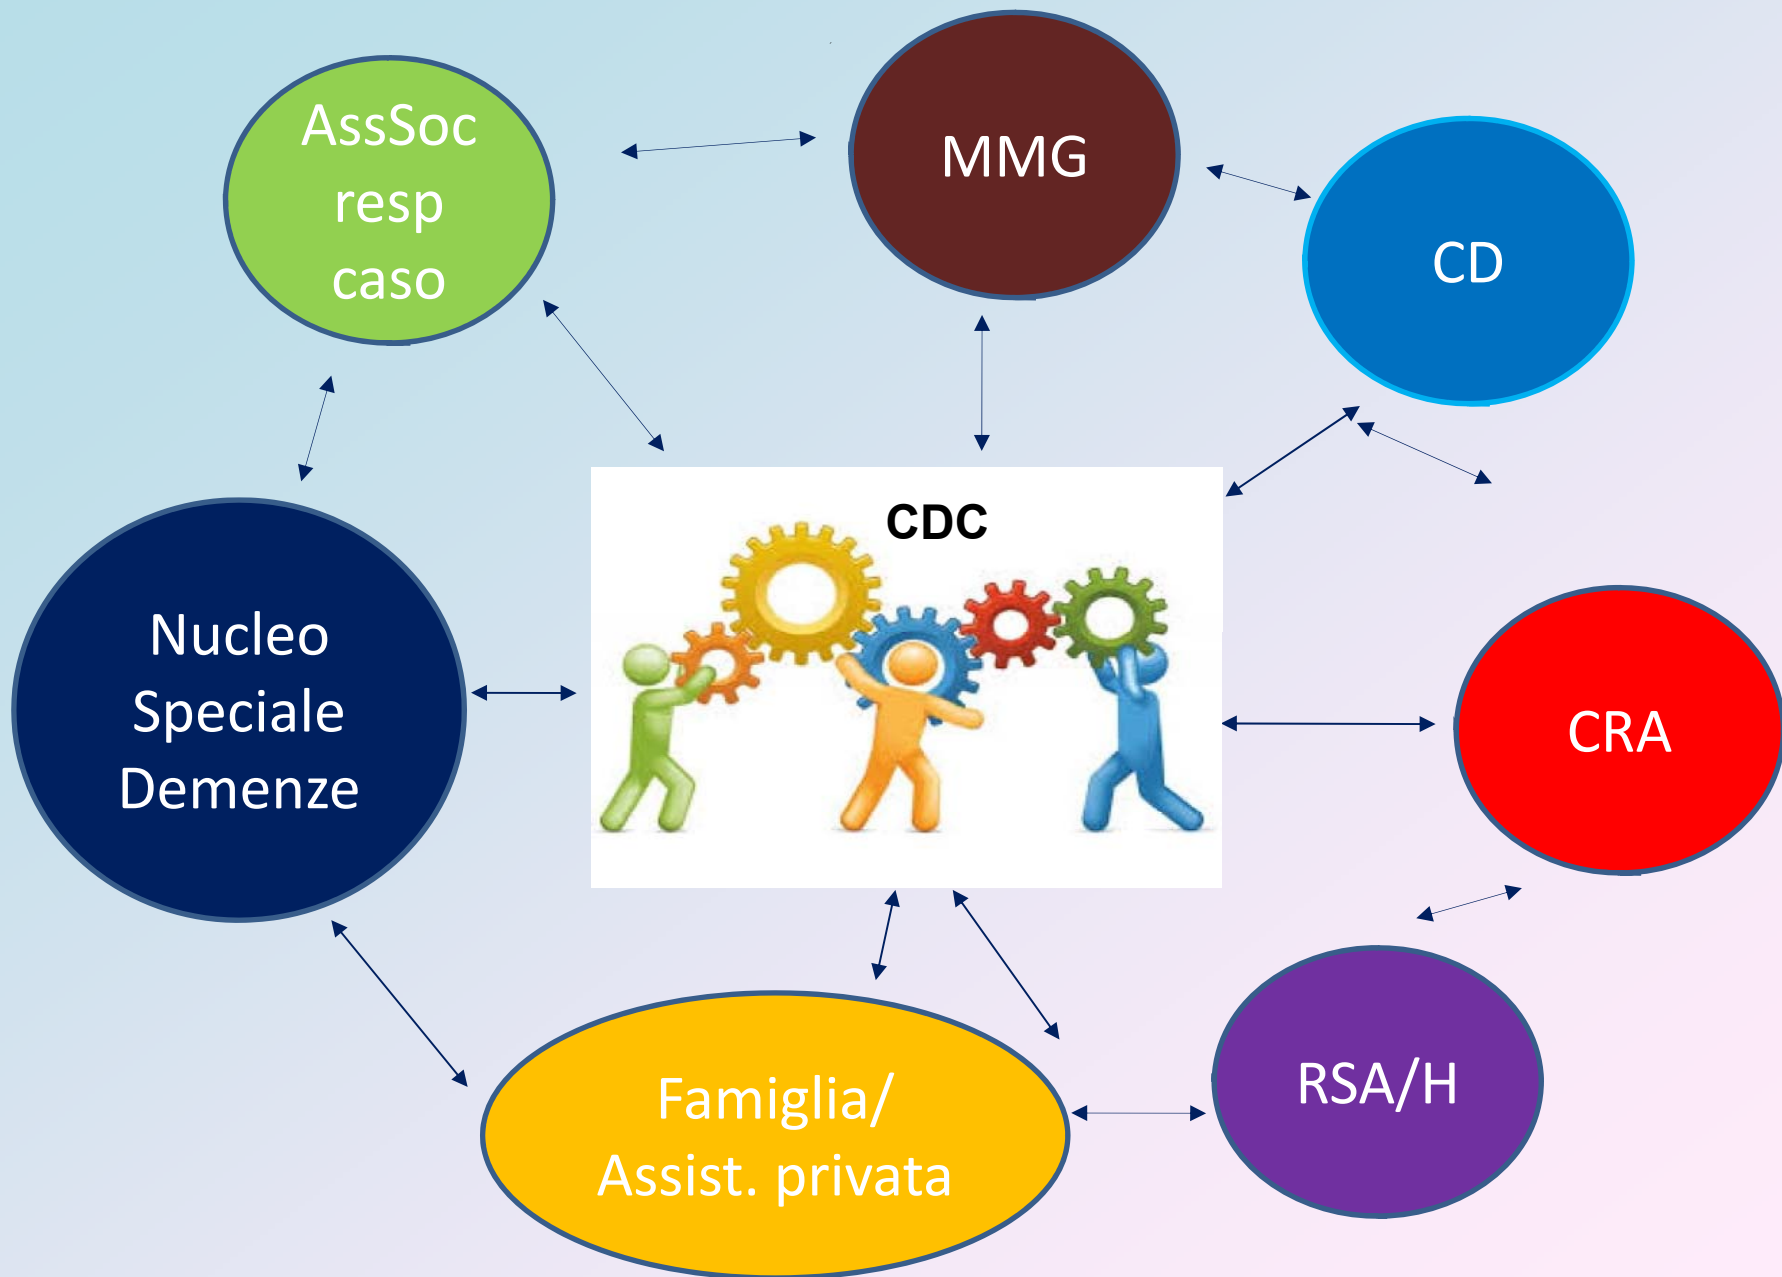 AssSoc
resp
caso
MMG
CD
CDC
Nucleo
Speciale
Demenze
CRA
Famiglia/
Assist. privata
RSA/H